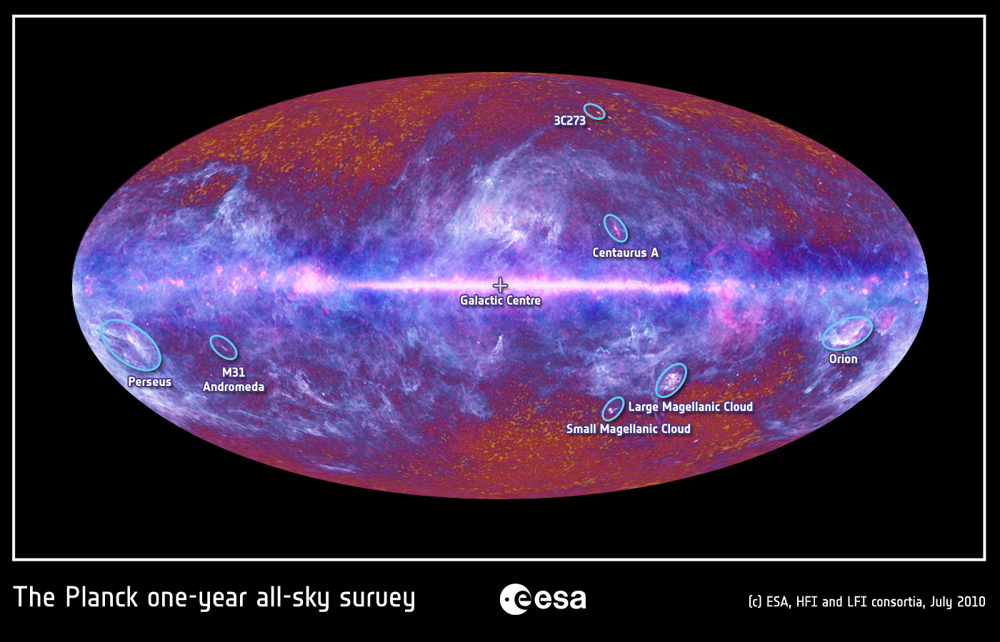 3C273
Centaurus A
Galactic Centre
Perseus
M31
Andromeda
Orion
Large Magellanic Cloud
Small Magellanic Cloud
The Planck one-year all-sky survey
esa
(c) ESA, HFI and LFI consortia, July 2010